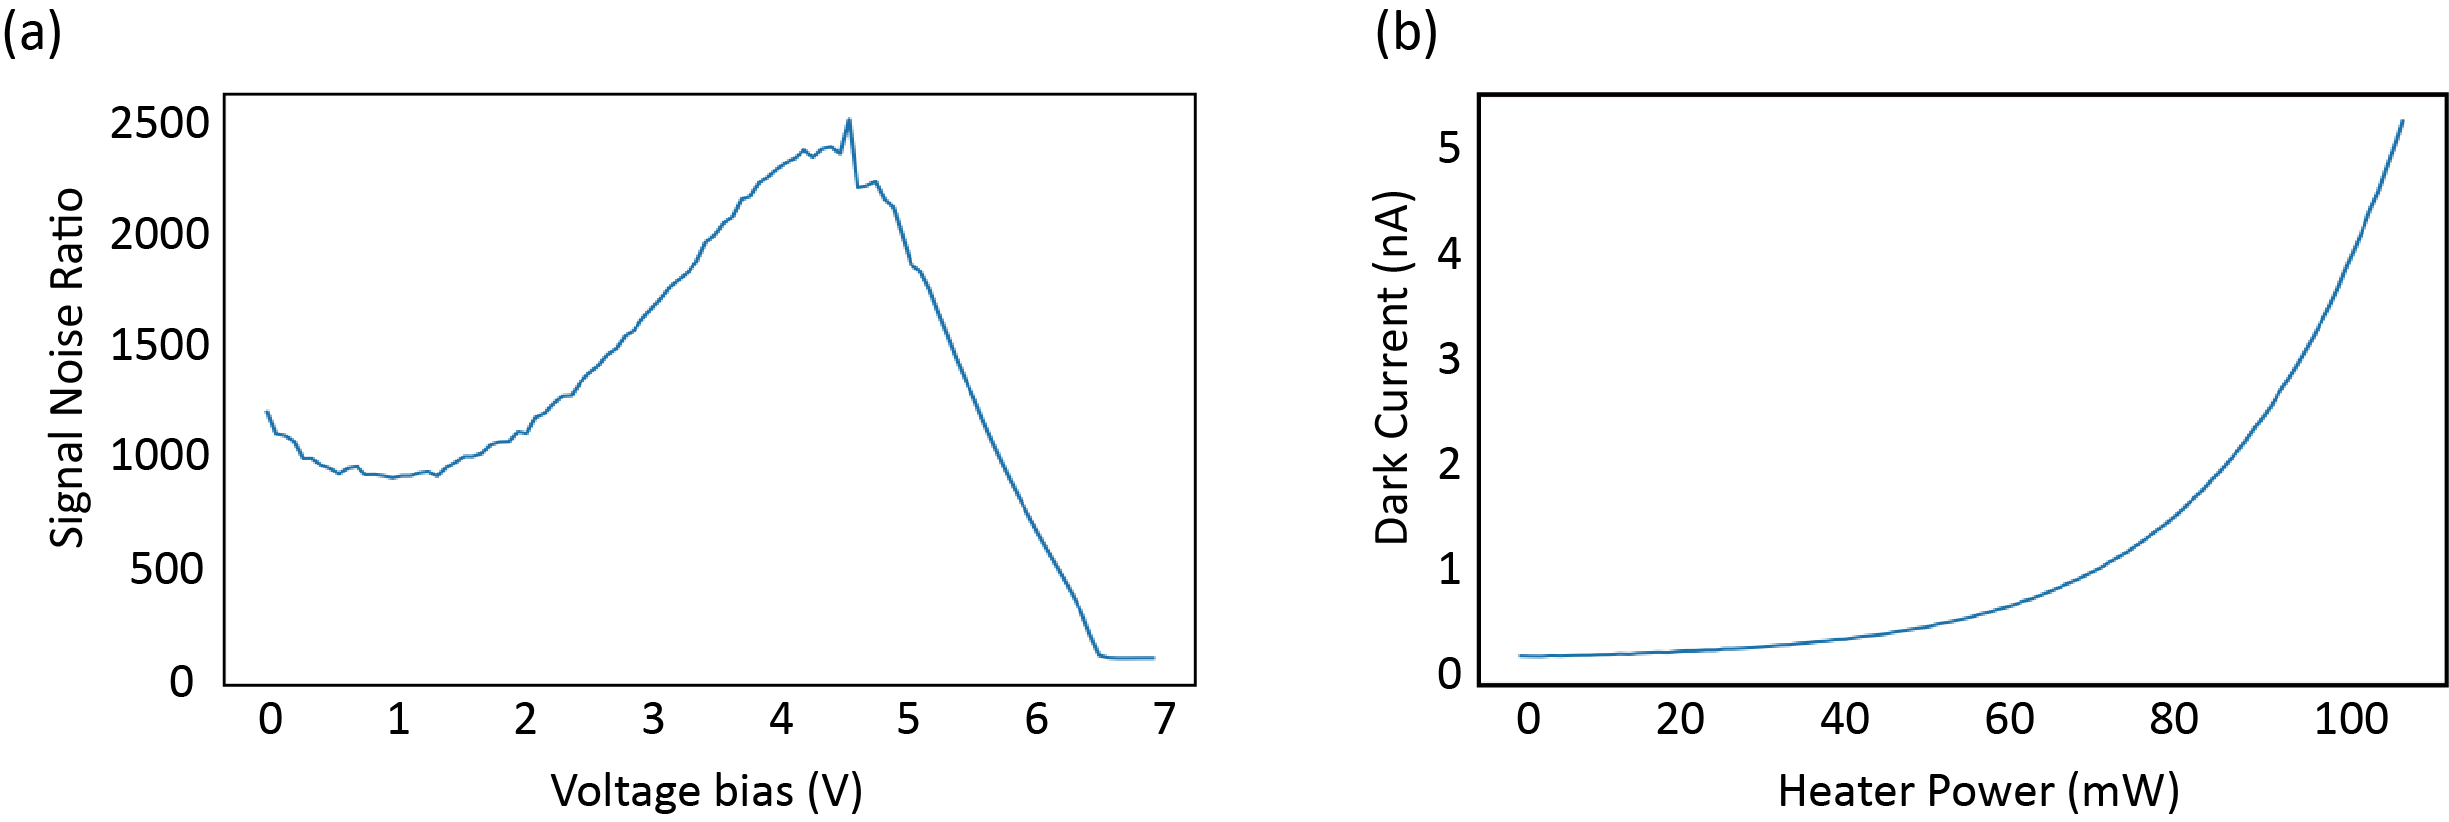 (a)
2500
2000
1500
1000
500
0
Signal Noise Ratio
0 1 2 3 4 5 6 7
Voltage bias (V)
(b)
5
4
3
2
1
0
Dark Current (nA)
0 20 40 60 80 100
Heater Power (mW)